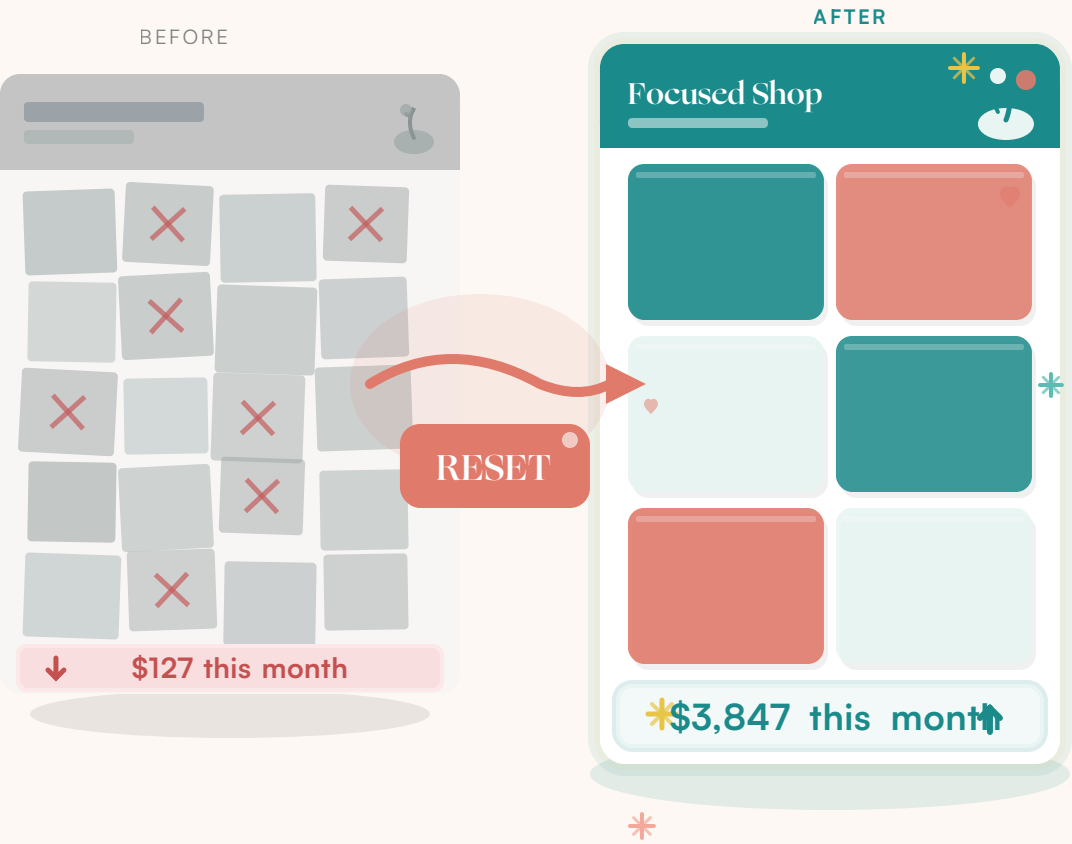 BEFORE
AFTER
Focused Shop
RESET
$127 this month
$3,847 this month